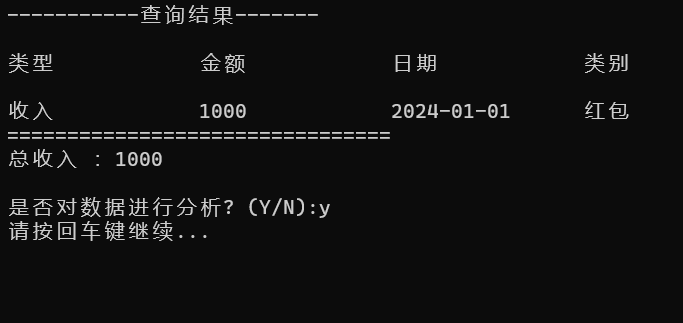 -----------查询结果-------
类型 金额 日期 类别
收入 1000 2024-01-01 红包
================================
总收入 : 1000
是否对数据进行分析? (Y/N):y
请按回车键继续...